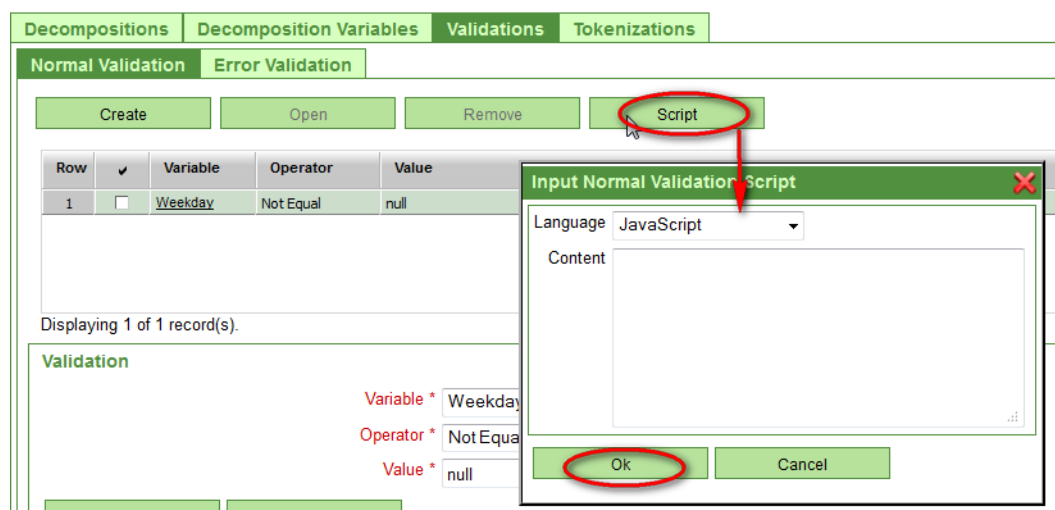 Decompositions Decomposition Variables Validations Tokenizations
Normal Validation Error Validation
Create Open Remove Script
Row Variable Operator Value
1 Weekday Not Equal null
Displaying 1 of 1 record(s).
Validation
Variable * Weekday
Operator * Not Equa
Value * null
Input Normal Validation Script
Language JavaScript
Content
Ok Cancel